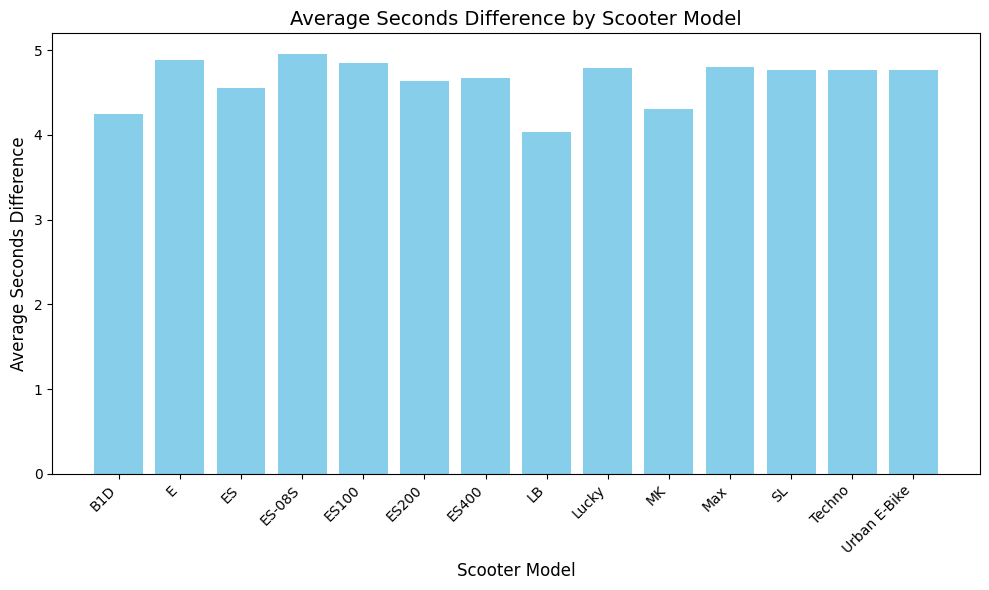 Average Seconds Difference by Scooter Model
Average Seconds Difference
5
4
3
2
1
0
B1D
E
ES
ES-08S
ES100
ES200
ES400
LB
Lucky
MK
Max
SL
Techno
Urban E-Bike
Scooter Model